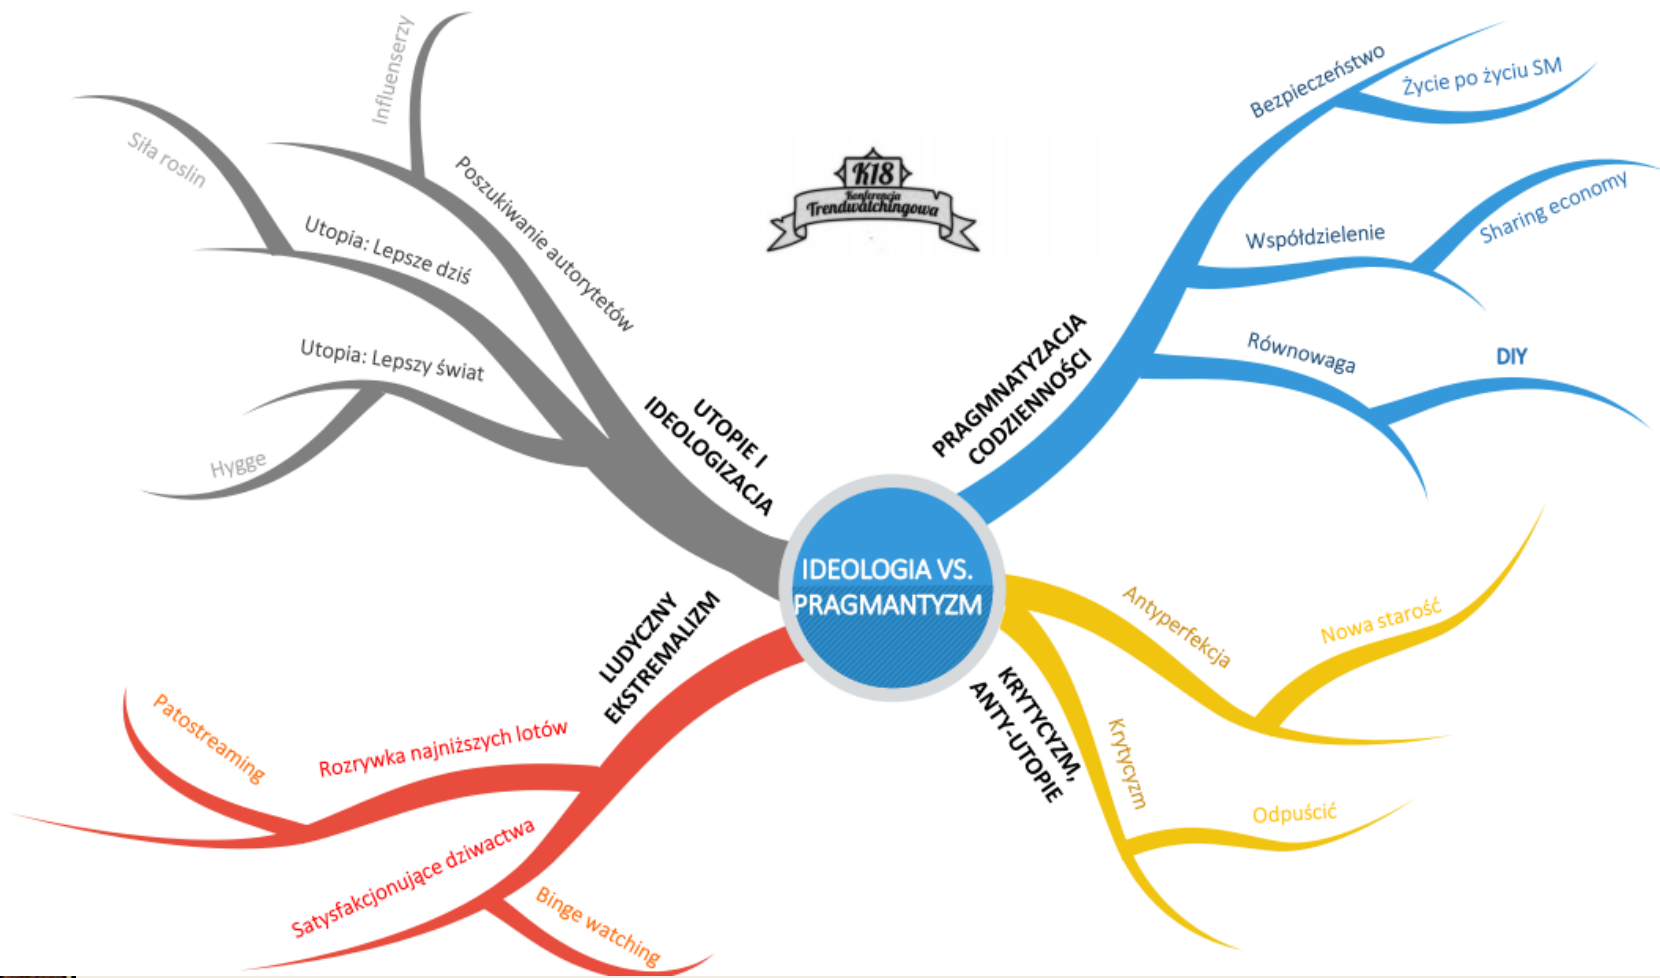 Influenserzy
Siła roslin
Poszukiwanie autorytetów
Utopia: Lepsze dziś
Utopia: Lepszy świat
Hygge
UTOPIE I
IDEOLOGIZACJA
K18
Konferencja
Trendwatchingowa
Bezpieczeństwo
Życie po życiu SM
Współdzielenie
Sharing economy
Równowaga
DIY
PRAGMNATYZACJA
CODZIENNOŚCI
IDEOLOGIA VS.
PRAGMANTYZM
LUDYCZNY
EKSTREMALIZM
Patostreaming
Rozrywka najniższych lotów
Satysfakcjonujące dziwactwa
Binge watching
KRYTYCYZM,
ANTY-UTOPIE
Antyperfekcja
Nowa starość
Krytycyzm
Odpuścić